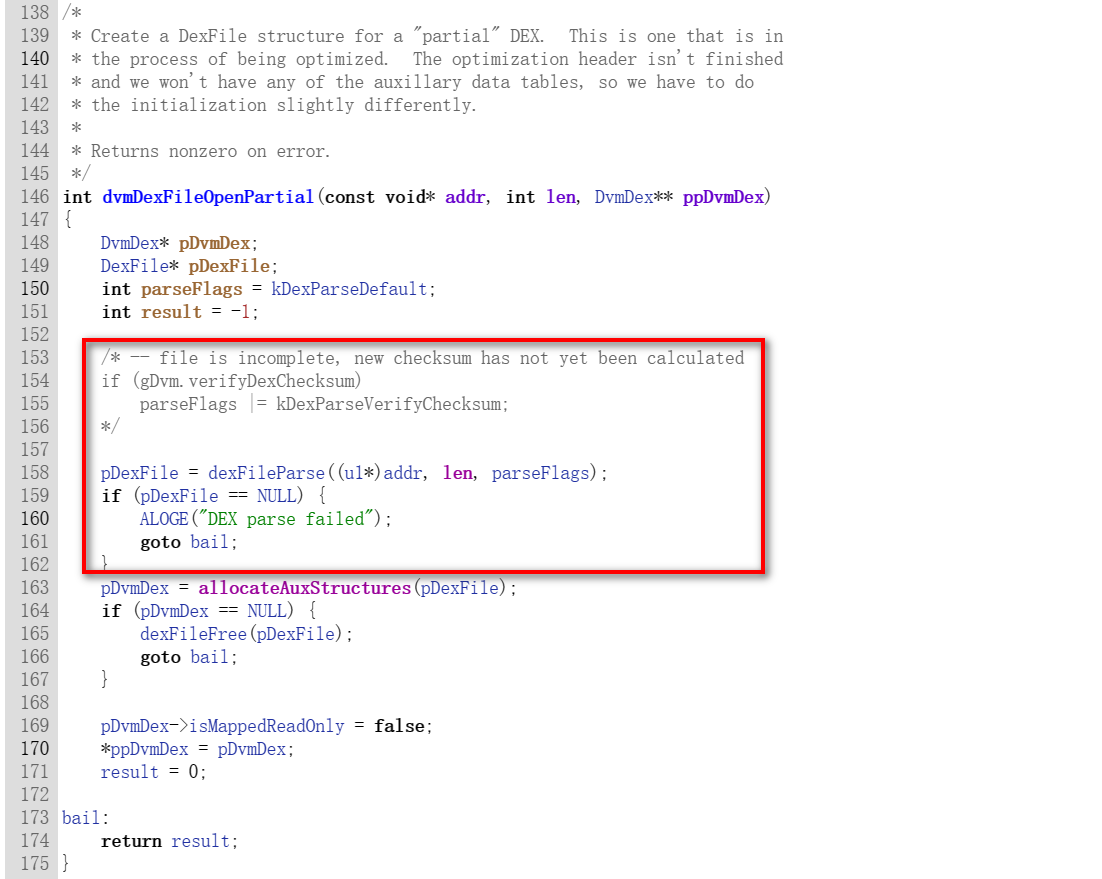 138 /*
139  * Create a DexFile structure for a "partial" DEX.  This is one that is in
140  * the process of being optimized.  The optimization header isn't finished
141  * and we won't have any of the auxillary data tables, so we have to do
142  * the initialization slightly differently.
143  *
144  * Returns nonzero on error.
145  */
146 int dvmDexFileOpenPartial(const void* addr, int len, DvmDex** ppDvmDex)
147 {
148     DvmDex* pDvmDex;
149     DexFile* pDexFile;
150     int parseFlags = kDexParseDefault;
151     int result = -1;
152
153     /* -- file is incomplete, new checksum has not yet been calculated
154     if (gDvm.verifyDexChecksum)
155         parseFlags |= kDexParseVerifyChecksum;
156     */
157
158     pDexFile = dexFileParse((u1*)addr, len, parseFlags);
159     if (pDexFile == NULL) {
160         ALOGE("DEX parse failed");
161         goto bail;
162     }
163     pDvmDex = allocateAuxStructures(pDexFile);
164     if (pDvmDex == NULL) {
165         dexFileFree(pDexFile);
166         goto bail;
167     }
168
169     pDvmDex->isMappedReadOnly = false;
170     *ppDvmDex = pDvmDex;
171     result = 0;
172
173 bail:
174     return result;
175 }